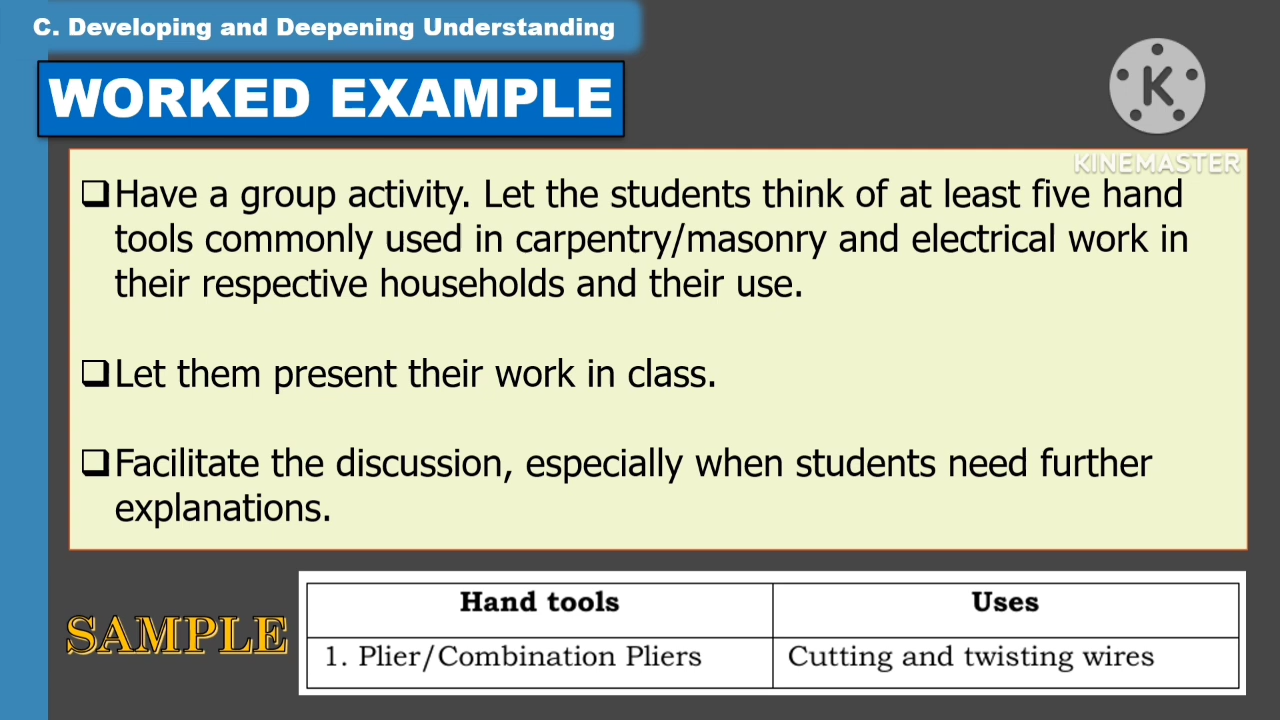 C. Developing and Deepening Understanding
WORKED EXAMPLE
K
KINEMASTER
❑Have a group activity. Let the students think of at least five hand
tools commonly used in carpentry/masonry and electrical work in
their respective households and their use.
❑Let them present their work in class.
❑Facilitate the discussion, especially when students need further
explanations.
SAMPLE
Hand tools Uses
1. Plier/Combination Pliers Cutting and twisting wires